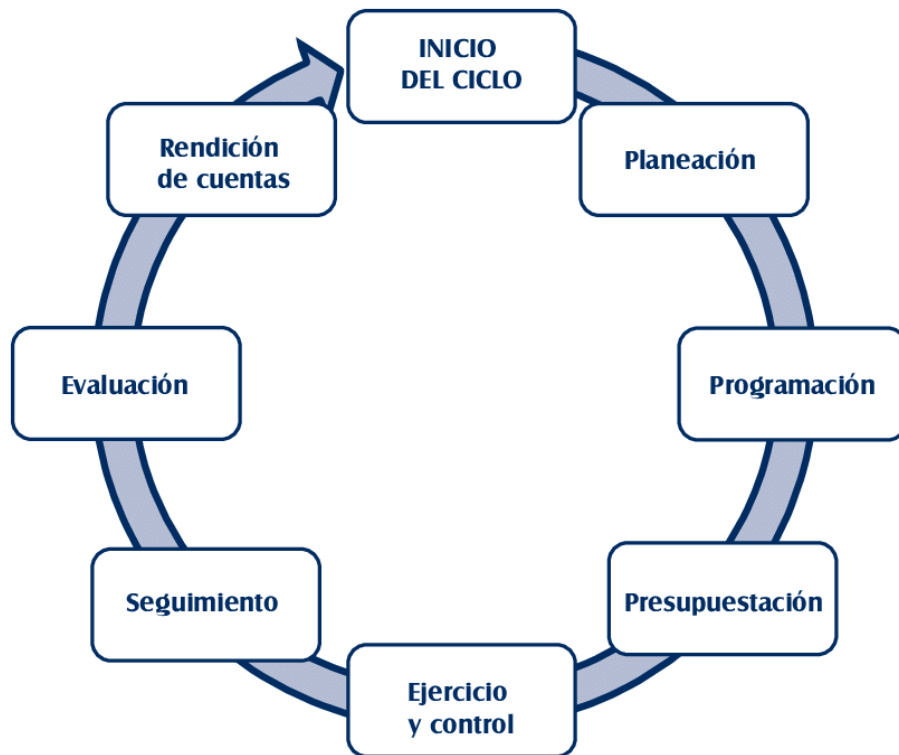 INICIO
DEL CICLO
Planeación
Programación
Presupuestación
Ejercicio
y control
Seguimiento
Evaluación
Rendición
de cuentas